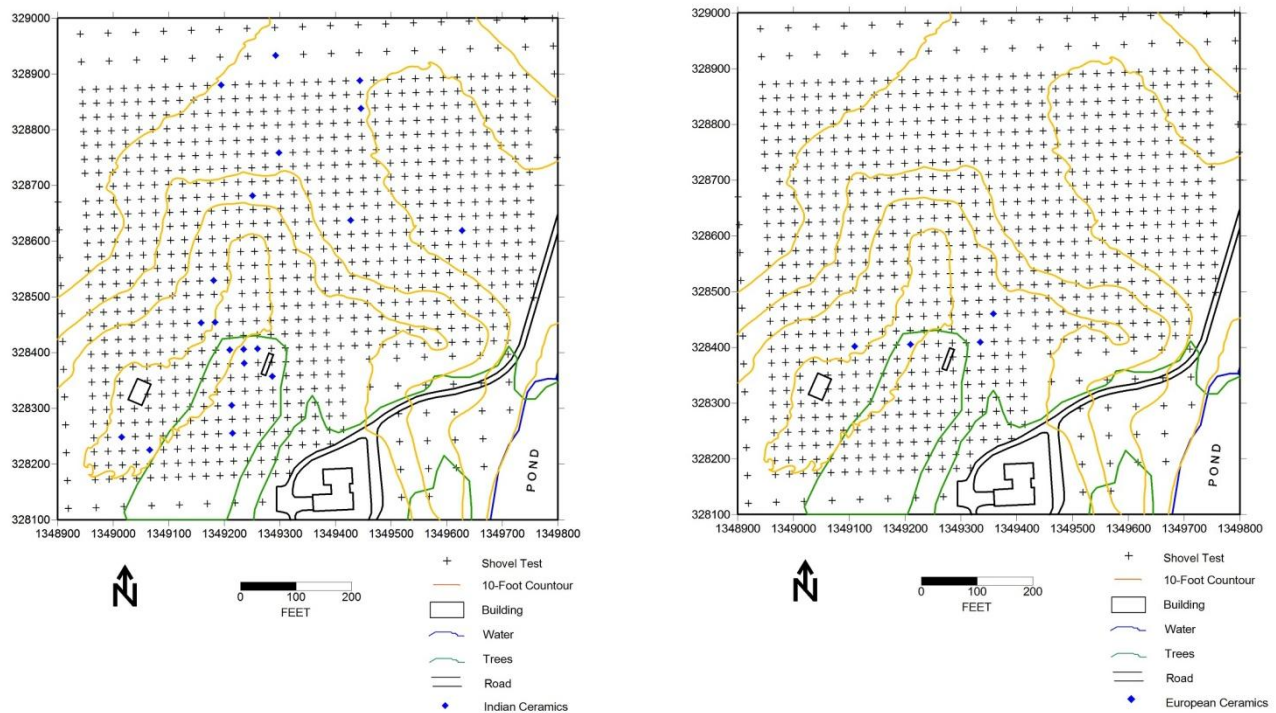 329000
328900
328800
328700
328600
328500
328400
328300
328200
328100
1348900 1349000 1349100 1349200 1349300 1349400 1349500 1349600 1349700 1349800
POND
N
0 100 200
FEET
Shovel Test
10-Foot Countour
Building
Water
Trees
Road
Indian Ceramics
329000
328900
328800
328700
328600
328500
328400
328300
328200
328100
1348900 1349000 1349100 1349200 1349300 1349400 1349500 1349600 1349700 1349800
POND
N
0 100 200
FEET
Shovel Test
10-Foot Countour
Building
Water
Trees
Road
European Ceramics